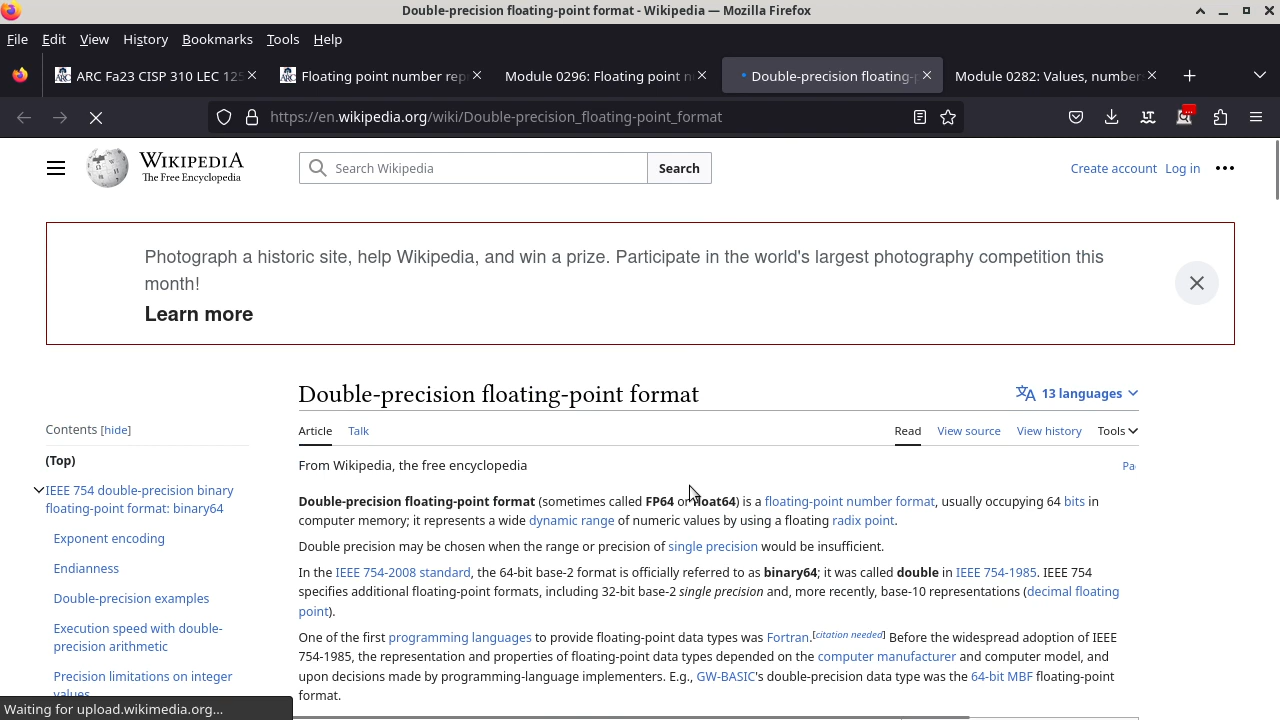 Double-precision floating-point format - Wikipedia — Mozilla Firefox
File Edit View History Bookmarks Tools Help
ARC Fa23 CISP 310 LEC 125
Floating point number rep
Module 0296: Floating point n
Double-precision floating-
Module 0282: Values, number
https://en.wikipedia.org/wiki/Double-precision_floating-point_format
WIKIPEDIA
The Free Encyclopedia
Search Wikipedia
Search
Create account Log in
Photograph a historic site, help Wikipedia, and win a prize. Participate in the world's largest photography competition this
month!
Learn more
Double-precision floating-point format
13 languages
Article Talk
Read View source View history Tools
From Wikipedia, the free encyclopedia
Pa
Contents [hide]
(Top)
IEEE 754 double-precision binary
floating-point format: binary64
Exponent encoding
Endianness
Double-precision examples
Execution speed with double-
precision arithmetic
Precision limitations on integer
values
Double-precision floating-point format (sometimes called FP64 or float64) is a floating-point number format, usually occupying 64 bits in
computer memory; it represents a wide dynamic range of numeric values by using a floating radix point.
Double precision may be chosen when the range or precision of single precision would be insufficient.
In the IEEE 754-2008 standard, the 64-bit base-2 format is officially referred to as binary64; it was called double in IEEE 754-1985. IEEE 754
specifies additional floating-point formats, including 32-bit base-2 single precision and, more recently, base-10 representations (decimal floating
point).
One of the first programming languages to provide floating-point data types was Fortran.[citation needed] Before the widespread adoption of IEEE
754-1985, the representation and properties of floating-point data types depended on the computer manufacturer and computer model, and
upon decisions made by programming-language implementers. E.g., GW-BASIC's double-precision data type was the 64-bit MBF floating-point
format.
Waiting for upload.wikimedia.org...